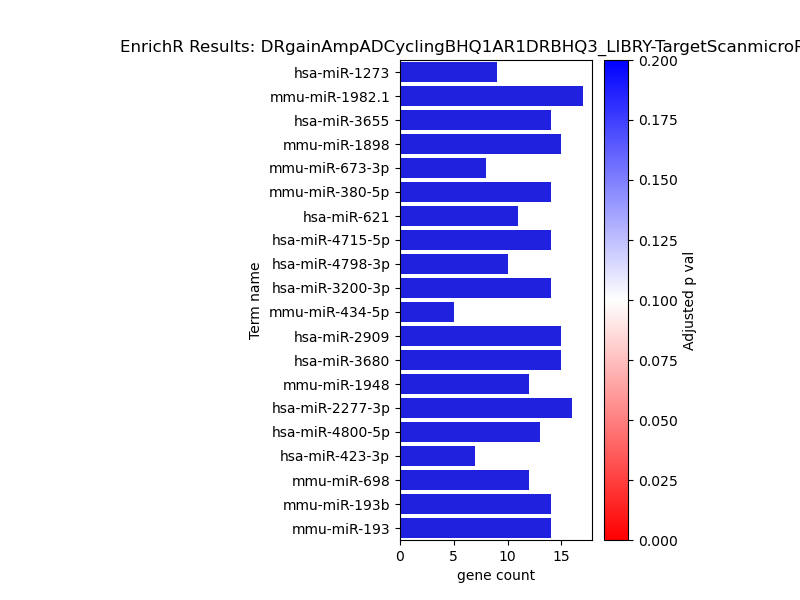 EnrichR Results: DRgainAmpADCyclingBHQ1AR1DRBHQ3_LIBRY-TargetScanmicroR
hsa-miR-1273
mmu-miR-1982.1
hsa-miR-3655
mmu-miR-1898
mmu-miR-673-3p
mmu-miR-380-5p
hsa-miR-621
hsa-miR-4715-5p
hsa-miR-4798-3p
hsa-miR-3200-3p
mmu-miR-434-5p
hsa-miR-2909
hsa-miR-3680
mmu-miR-1948
hsa-miR-2277-3p
hsa-miR-4800-5p
hsa-miR-423-3p
mmu-miR-698
mmu-miR-193b
mmu-miR-193
Term name
0 5 10 15
gene count
0.200
0.175
0.150
0.125
0.100
0.075
0.050
0.025
0.000
Adjusted p val